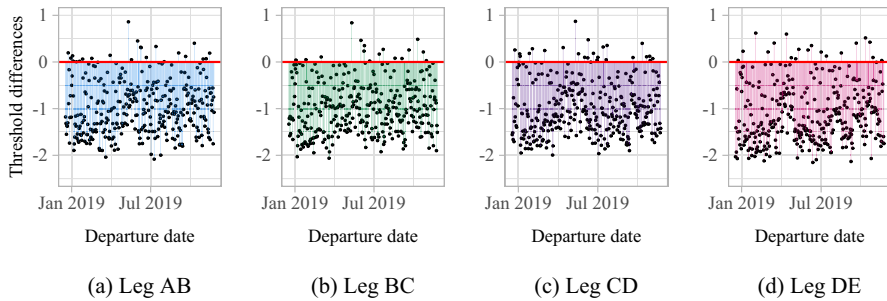 Threshold differences
1
0
-1
-2
Jan 2019 Jul 2019
Departure date
(a) Leg AB
1
0
-1
-2
Jan 2019 Jul 2019
Departure date
(b) Leg BC
1
0
-1
-2
Jan 2019 Jul 2019
Departure date
(c) Leg CD
1
0
-1
-2
Jan 2019 Jul 2019
Departure date
(d) Leg DE